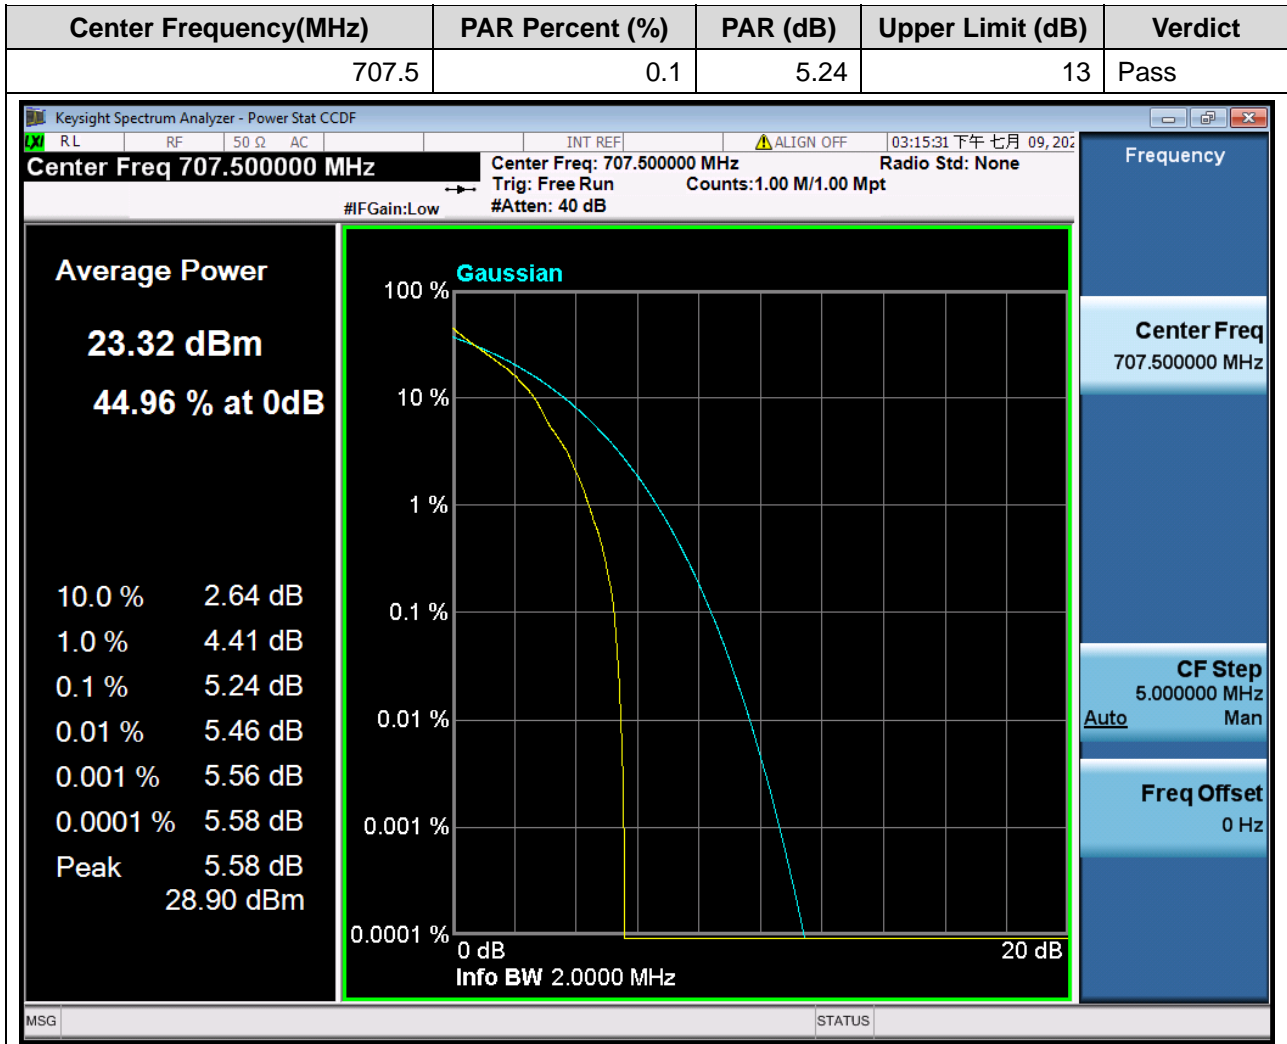 Center Frequency(MHz) PAR Percent (%) PAR (dB) Upper Limit (dB) Verdict
707.5 0.1 5.24 13 Pass
Keysight Spectrum Analyzer - Power Stat CCDF
LXI RL RF 50 Ω AC INT REF ALIGN OFF 03:15:31 下午 七月 09, 202
Center Freq 707.500000 MHz
Center Freq: 707.500000 MHz Radio Std: None
Trig: Free Run Counts:1.00 M/1.00 Mpt
#IFGain:Low #Atten: 40 dB
Average Power
23.32 dBm
44.96 % at 0dB
10.0 % 2.64 dB
1.0 % 4.41 dB
0.1 % 5.24 dB
0.01 % 5.46 dB
0.001 % 5.56 dB
0.0001 % 5.58 dB
Peak 5.58 dB
28.90 dBm
Gaussian
100 %
10 %
1 %
0.1 %
0.01 %
0.001 %
0.0001 %
0 dB 20 dB
Info BW 2.0000 MHz
Frequency
Center Freq
707.500000 MHz
CF Step
5.000000 MHz
Auto Man
Freq Offset
0 Hz
MSG STATUS